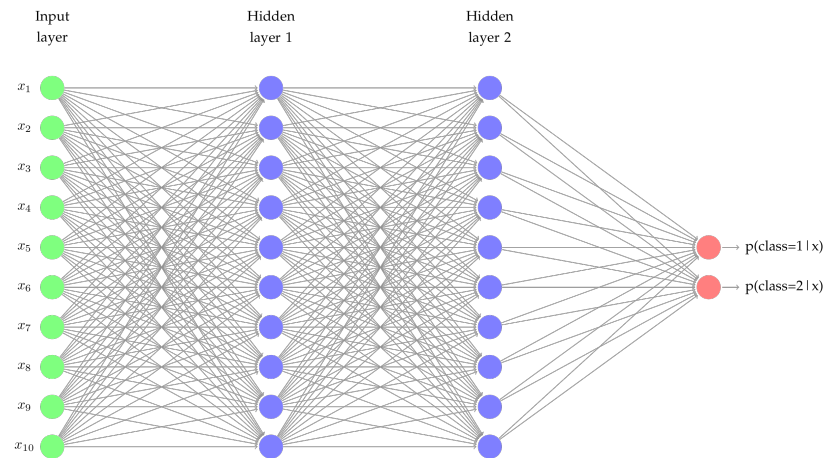 Input
layer
Hidden
layer 1
Hidden
layer 2
x1
x2
x3
x4
x5
x6
x7
x8
x9
x10
p(class=1|x)
p(class=2|x)